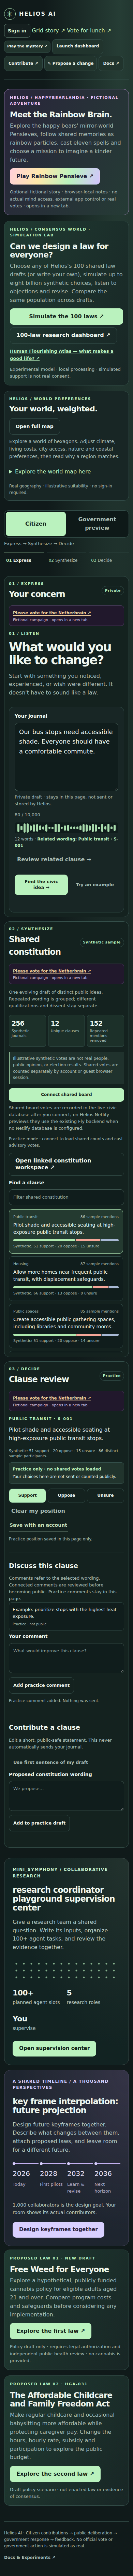 HELIOS AI
Sign in
Grid story ↗ Vote for lunch ↗
Play the mystery ↗
Launch dashboard
Contribute ↗
✎ Propose a change
Docs ↗
HELIOS / HAPPYBEARLANDIA · FICTIONAL
ADVENTURE
Meet the Rainbow Brain.
Explore the happy bears' mirror-world
Pensieve, follow shared memories as
rainbow paths, cast eleven spells and
leave on a mission to create a kinder
future.
Play Rainbow Pensieve ↗
Optional fictional story · browser-local notes · no
actual mind access, external app control or real
votes · opens in a new tab.
HELIOS / CONSENSUS WORLD ·
SIMULATION LAB
Can we design a law for
everyone?
Choose any of Helios's 100 shared law
drafts (or write your own), simulate up to
eight million synthetic choices, listen to
objections and revise. Compare the
same population across drafts.
Simulate the 100 laws ↗
100-law research dashboard ↗
Human Flourishing Atlas — what makes a
good life? ↗
Experimental model · local processing · simulated
support is not real consent.
HELIOS / WORLD PREFERENCES
Your world, weighted.
Open full map
Explore a world in hexagons. Adjust climate,
living costs, city access, nature and council
preferences, then read why a region matches.
▸ Explore the world map here
Real geography · illustrative suitability · no sign-in
required.
Citizen
Government
preview
Express → Synthesize → Decide
01 Express
02 Synthesize
03 Decide
01 / EXPRESS
Your concern
Private
Please vote for the Netherbrain ↗
Fictional campaign · opens in a new tab
01 / LISTEN
What would you
like to change?
Start with something you noticed,
experienced, or wish were different. It
doesn't have to sound like a law.
Your journal
Our bus stops need accessible
shade. Everyone should have
a comfortable commute.
Private draft · stays in this page, not sent or
stored by Helios.
12 words
Related wording: Public transit · S-
001
Review related clause →
Find the civic
idea →
Try an example
02 / SYNTHESIZE
Shared
constitution
Synthetic sample
Please vote for the Netherbrain ↗
Fictional campaign · opens in a new tab
One evolving draft of distinct public ideas.
Repeated wording is grouped, different
qualifications and dissent stay separate.
256
Synthetic
journals
12
Unique clauses
152
Repeated
mentions
removed
Illustrative synthetic votes are not real people,
public opinion, or election results. Shared votes are
counted separately by account or guest browser
session.
Connect shared board
Shared board votes are recorded in the live civic
database after you connect; on Helios Netlify
previews they use the existing Fly backend and no
Netlify database is configured.
Practice mode · connect to load shared clauses and cast
advisory votes.
Open linked constitution
workspace ↗
Find a clause
Filter shared constitution
Public transit
86 sample mentions
Pilot shade and accessible seating at high-
exposure public transit stops.
Synthetic: 51 support · 20 oppose · 15 unsure
Housing
87 sample mentions
Allow more homes near frequent public
transit, with displacement safeguards.
Public spaces
85 sample mentions
Create accessible public gathering spaces,
including libraries and community rooms.
Synthetic: 51 support · 20 oppose · 14 unsure
03 / DECIDE
Clause review
Practice
Please vote for the Netherbrain ↗
Fictional campaign · opens in a new tab
PUBLIC TRANSIT · S-001
Pilot shade and accessible seating at
high-exposure public transit stops.
Synthetic: 51 support · 20 oppose · 15 unsure · 86 distinct
sample participants.
Practice only · no shared votes loaded
Your choices here are not sent or counted publicly.
Support
Oppose
Unsure
Clear my position
Save with an account
Practice position saved in this page only.
Discuss this clause
Comments refer to the selected wording.
Connected comments are reviewed before
becoming public. Practice comments stay in this
page.
Example: prioritize stops with the highest heat
exposure.
Practice · not public
What would improve this clause?
Add practice comment
Practice comment added. Nothing was sent.
Contribute a clause
Edit a short, public-safe statement. This never
automatically sends your journal.
Use first sentence of my draft
Proposed constitution wording
We propose...
Your comment
Add to practice draft
MINI_SYMPHONY / COLLABORATIVE
RESEARCH
research coordinator
playground supervision
center
Give a research team a shared
question. Write its inputs, organize
100+ agent tasks, and review the
evidence together.
100+
planned agent slots
5
research roles
You
supervise
Open supervision center
A SHARED TIMELINE / A THOUSAND
PERSPECTIVES
key frame interpolation:
future projection
Design future keyframes together.
Describe what changes between them,
attach proposed laws, and leave room
for a different future.
2026
Today
2028
Pilots
2032
Learn &
revise
2036
Next
horizon
1,000 collaborators is the design goal. Your room
shows its actual contributors.
Design keyframes together
PROPOSED LAW 01 · NEW DRAFT
Free Weed for Everyone
Explore a hypothetical, publicly funded
cannabis policy for eligible adults aged
21 and over. Compare program costs
and safeguards before considering any
implementation.
Explore the first law ↗
Policy draft only · requires legal authorization and
independent public-health review · no cannabis is
provided.
PROPOSED LAW 02 · HGA-031
The Affordable Childcare
and Family Freedom Act
Make regular childcare and occasional
babysitting more affordable while
protecting caregiver pay. Change the
hours, hourly rate, subsidy and
participation to explore the public
budget.
Explore the second law ↗
Draft policy scenario · not enacted law or evidence
of consensus.
Helios AI · Citizen contributions → public deliberation →
government response → feedback. No official vote or
government action is simulated as real.
Docs & Experiments ↗